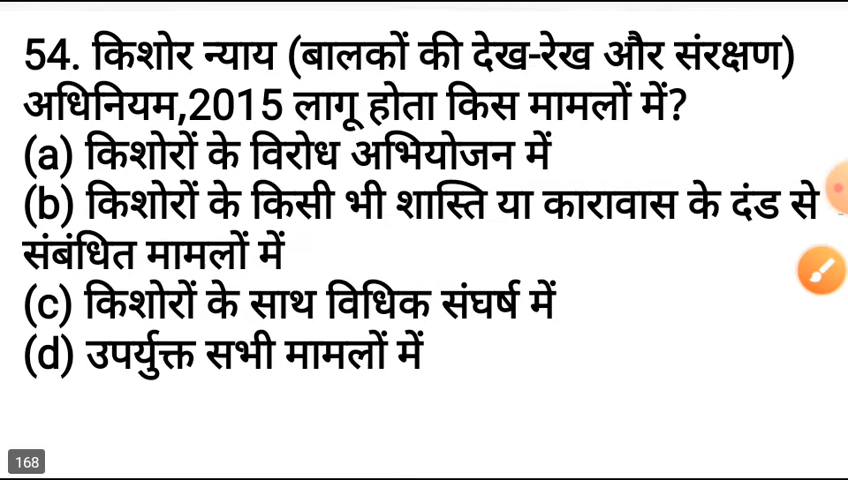 54. किशोर न्याय (बालकों की देख-रेख और संरक्षण)
अधिनियम,2015 लागू होता किस मामलों में?
(a) किशोरों के विरोध अभियोजन में
(b) किशोरों के किसी भी शास्ति या कारावास के दंड से
संबंधित मामलों में
(c) किशोरों के साथ विधिक संघर्ष में
(d) उपर्युक्त सभी मामलों में
168